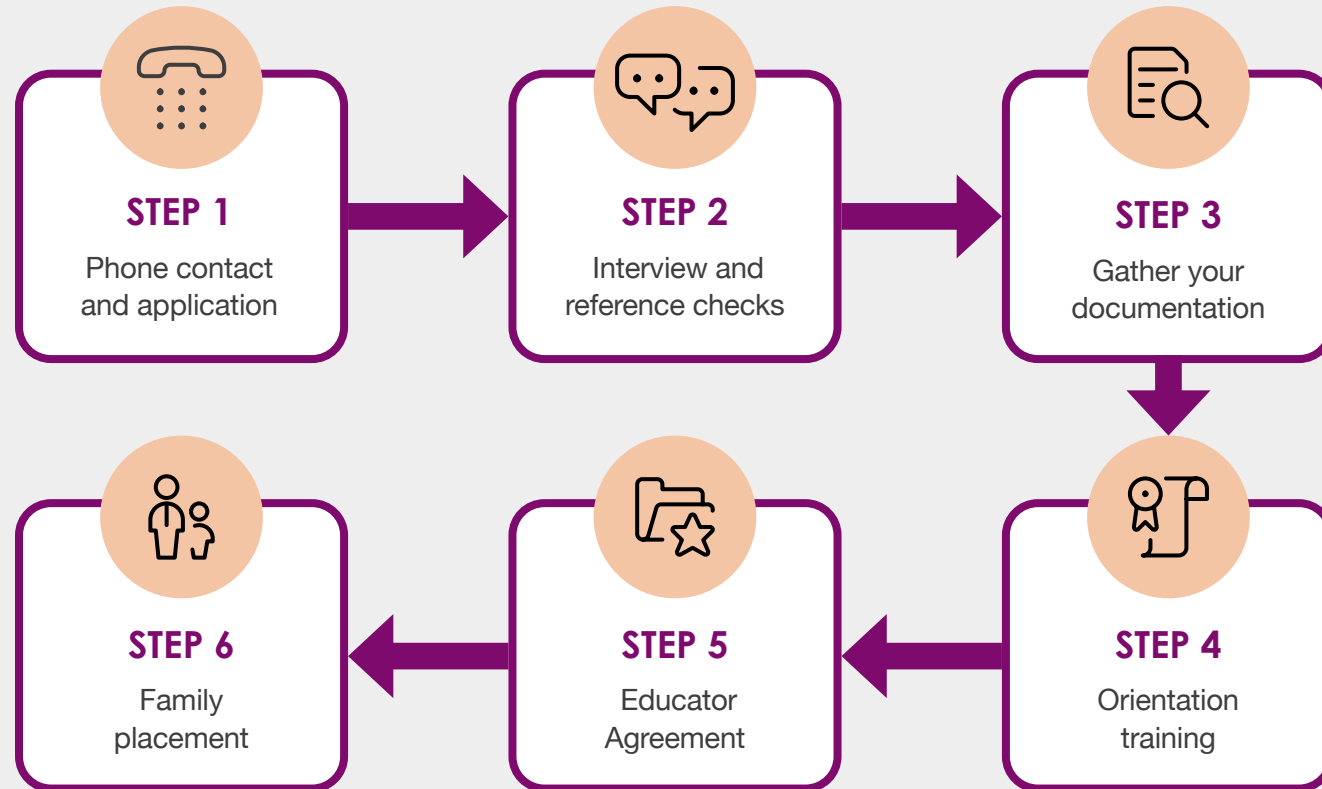 STEP 1
Phone contact
and application
STEP 2
Interview and
reference checks
STEP 3
Gather your
documentation
STEP 4
Orientation
training
STEP 5
Educator
Agreement
STEP 6
Family
placement